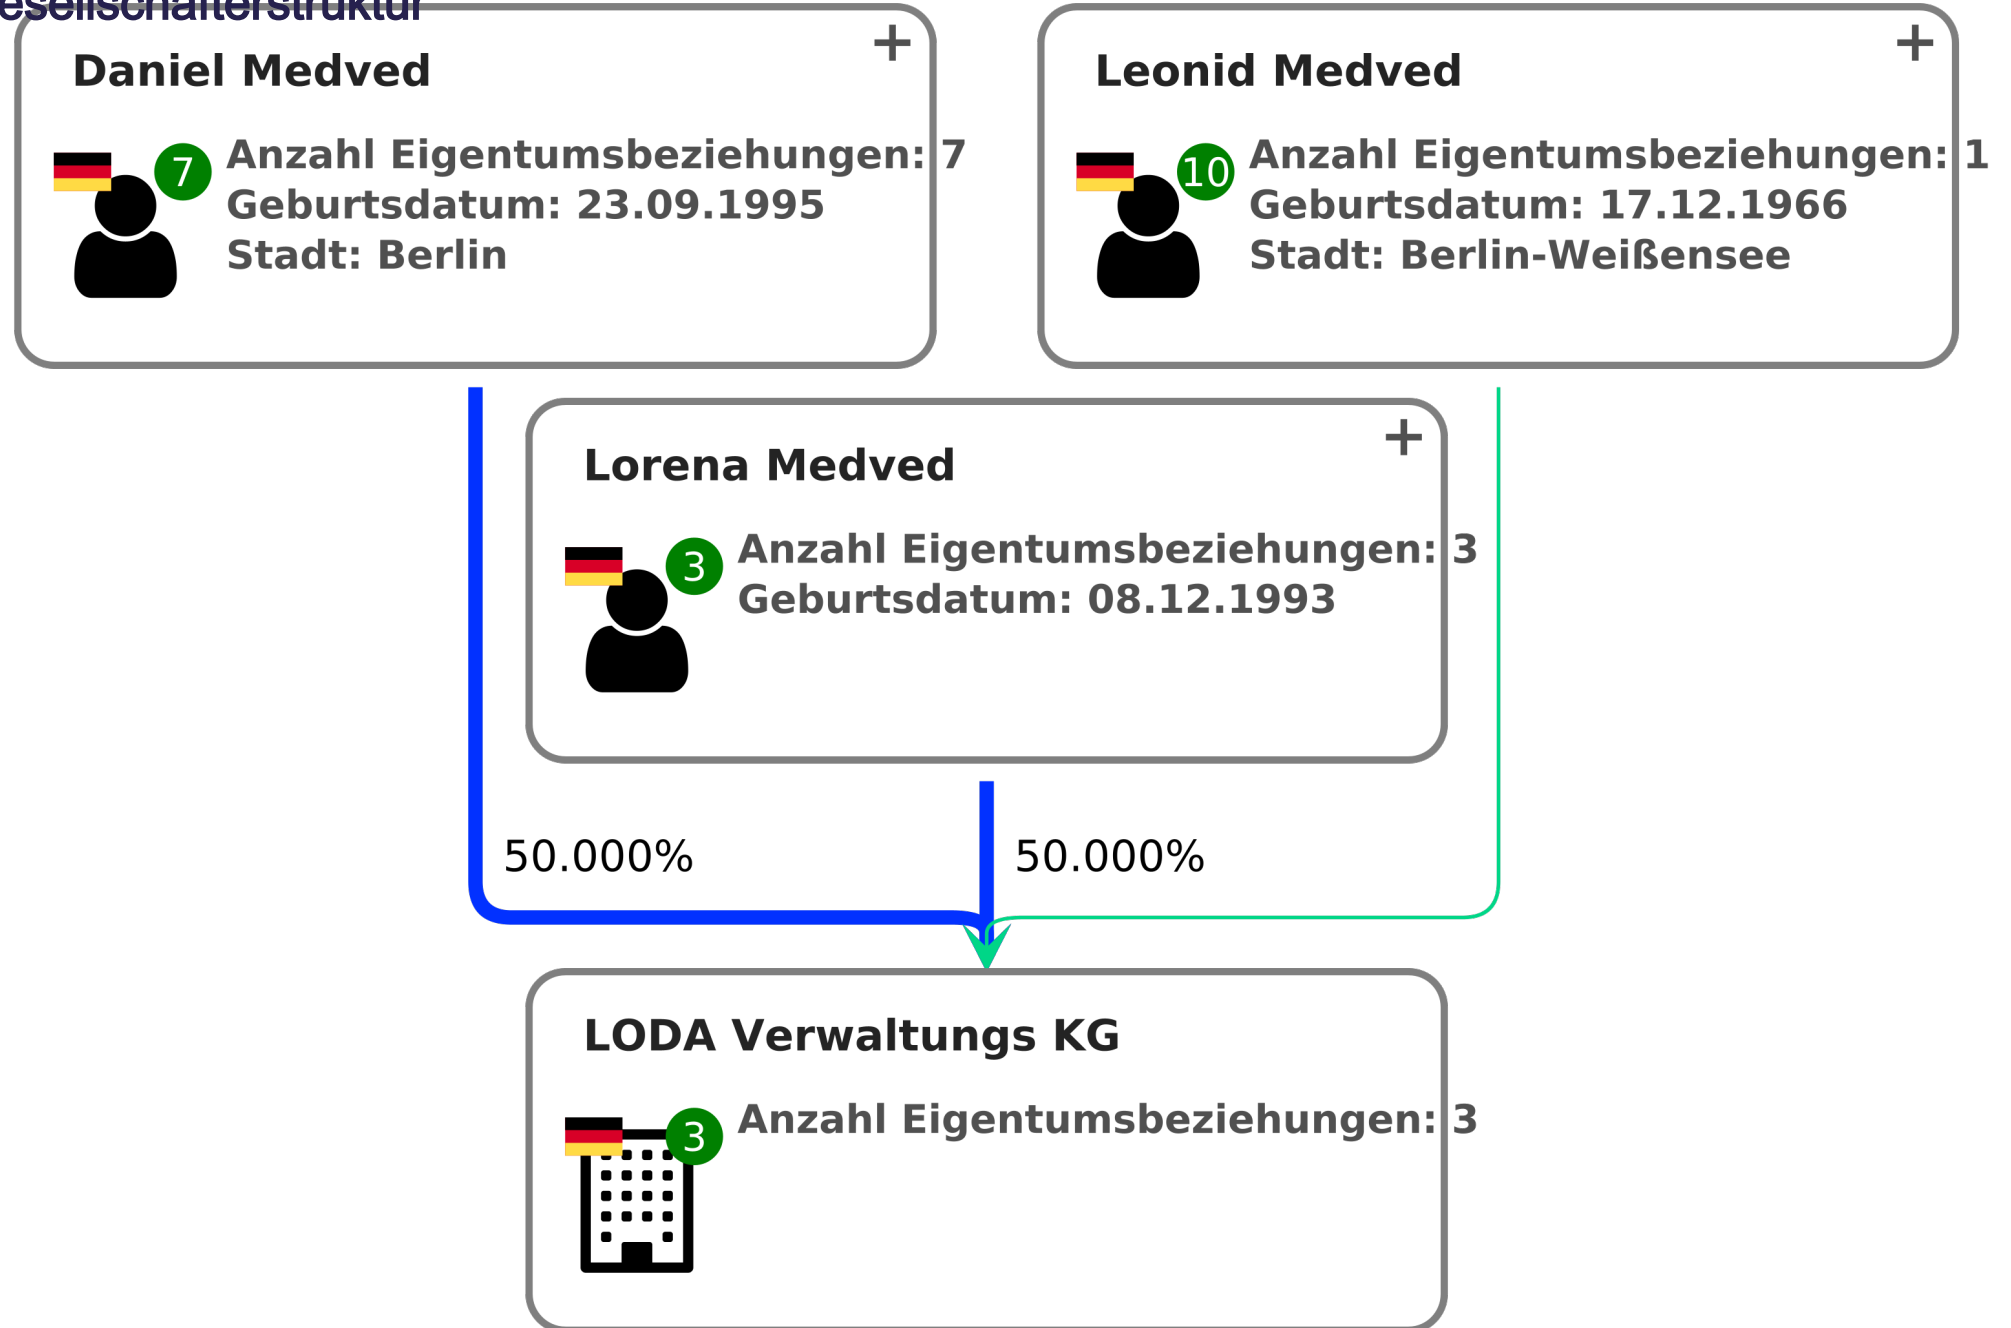 esellschafterstruktur
Daniel Medved
+
7
Anzahl Eigentumsbeziehungen: 7
Geburtsdatum: 23.09.1995
Stadt: Berlin
Leonid Medved
+
10
Anzahl Eigentumsbeziehungen: 1
Geburtsdatum: 17.12.1966
Stadt: Berlin-Weißensee
Lorena Medved
+
3
Anzahl Eigentumsbeziehungen: 3
Geburtsdatum: 08.12.1993
50.000%
50.000%
LODA Verwaltungs KG
3
Anzahl Eigentumsbeziehungen: 3